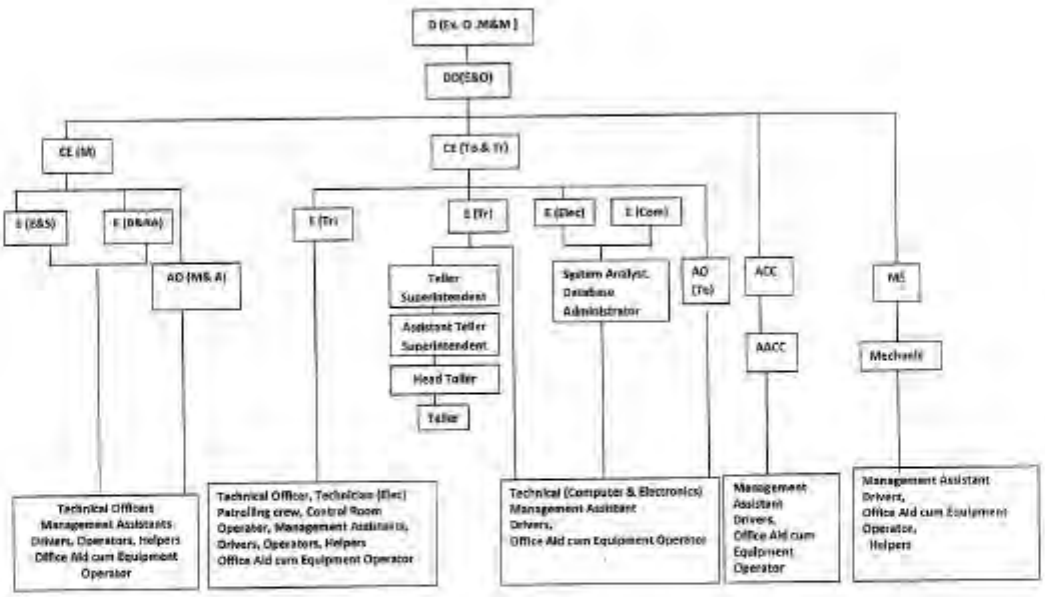 D (Ex. O .M&M )
DD(E&O)
CE (M)
CE (To & Tr)
E (E&S)
E (B&RA)
E (Tr)
E (Tr)
E (Elec)
E (Com)
AO (M& A)
Teller
Superintendent
System Analyst,
Database
Administrator
AO
(To)
ACC
MS
Assistant Teller
Superintendent
AACC
Mechanic
Head Teller
Teller
Technical Officers
Management Assistants
Drivers, Operators, Helpers
Office Aid cum Equipment
Operator
Technical Officer, Technician (Elec)
Patrolling crew, Control Room
Operator, Management Assistants,
Drivers, Operators, Helpers
Office Aid cum Equipment Operator
Technical (Computer & Electronics)
Management Assistant
Drivers,
Office Aid cum Equipment Operator
Management
Assistant
Drivers,
Office Aid cum
Equipment
Operator
Management Assistant
Drivers,
Office Aid cum Equipment
Operator,
Helpers